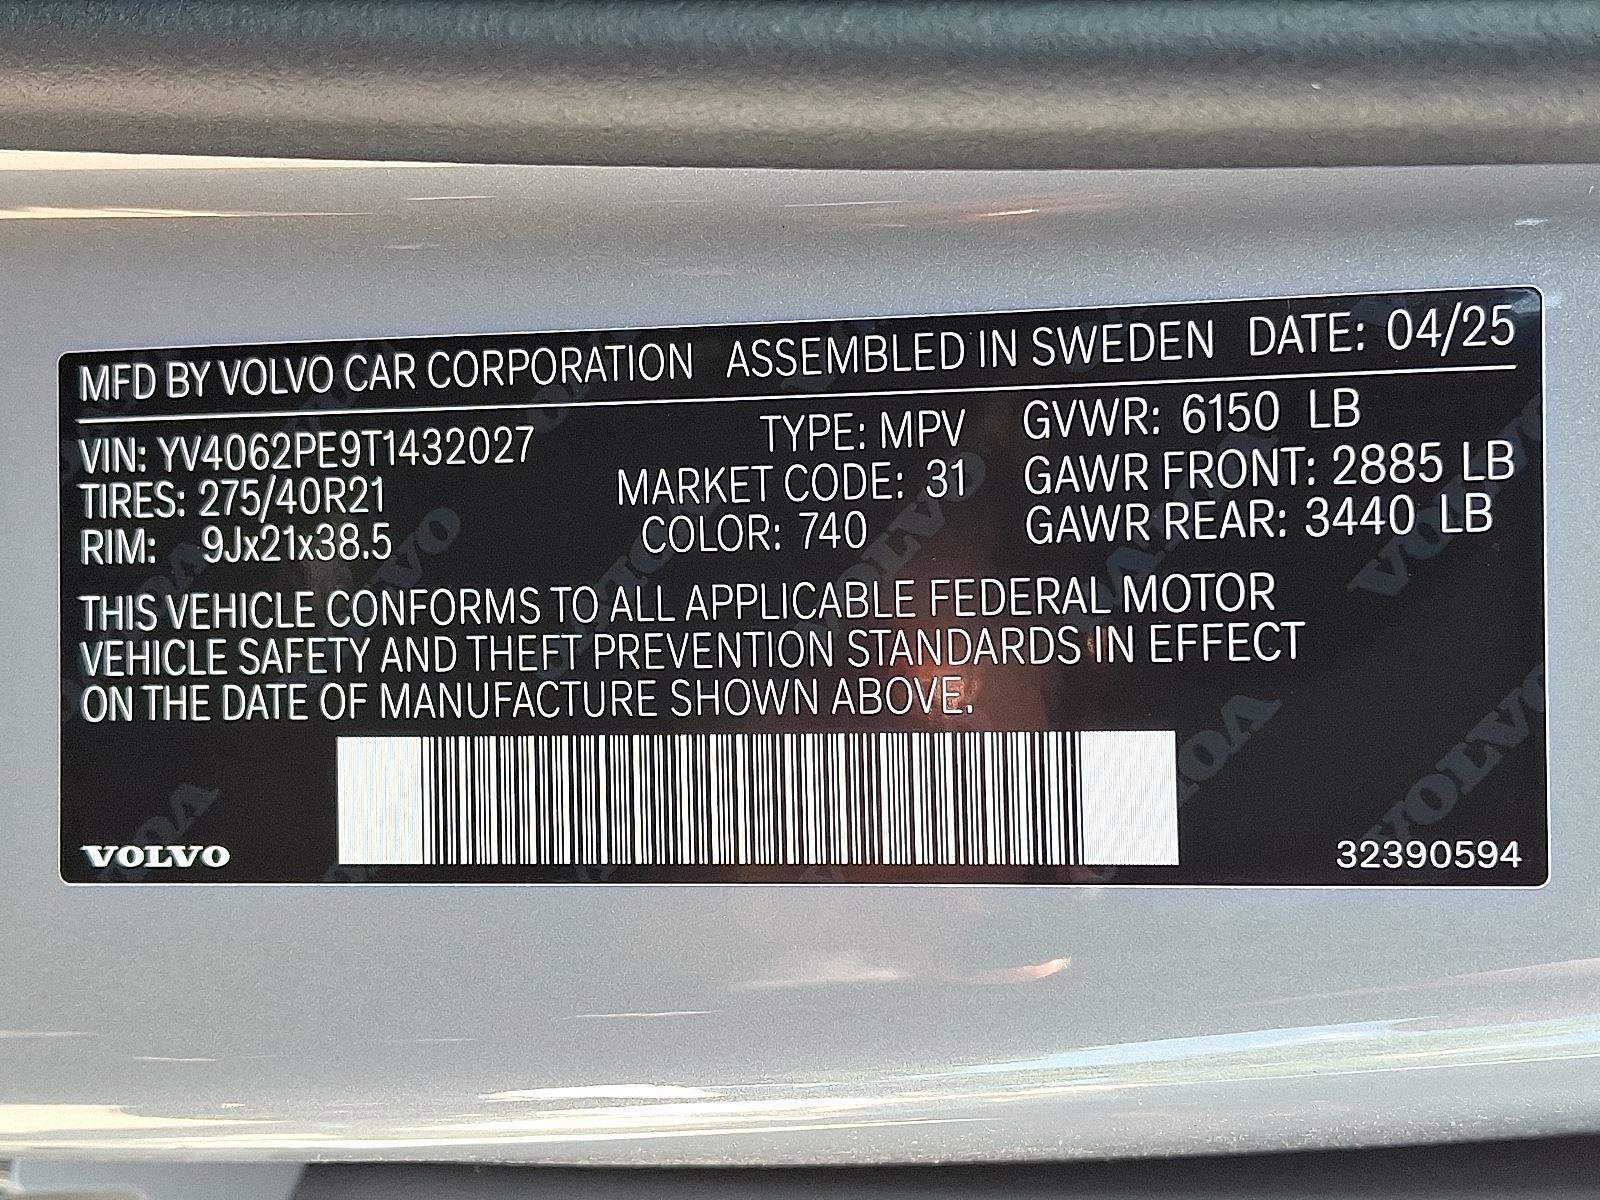 MFD BY VOLVO CAR CORPORATION ASSEMBLED IN SWEDEN DATE: 04/25
VIN: YV4062PE9T1432027 TYPE: MPV GVWR: 6150 LB
TIRES: 275/40R21 MARKET CODE: 31 GAWR FRONT: 2885 LB
RIM: 9Jx21x38.5 COLOR: 740 GAWR REAR: 3440 LB
THIS VEHICLE CONFORMS TO ALL APPLICABLE FEDERAL MOTOR
VEHICLE SAFETY AND THEFT PREVENTION STANDARDS IN EFFECT
ON THE DATE OF MANUFACTURE SHOWN ABOVE.
VOLVO 32390594